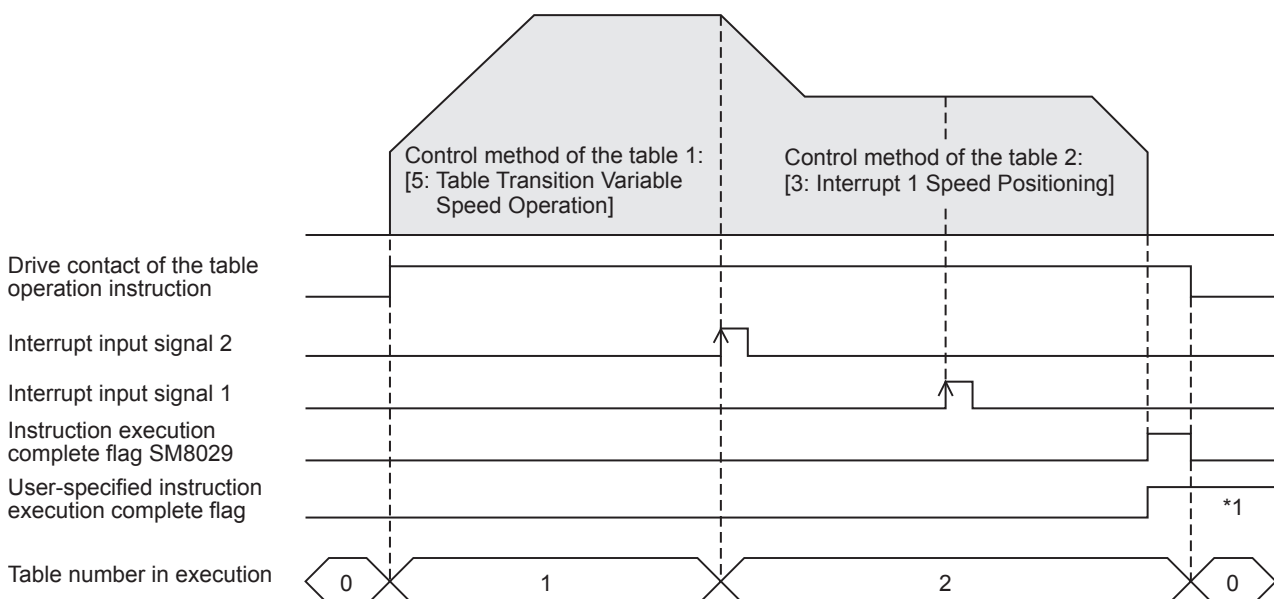 Control method of the table 1:
[5: Table Transition Variable
Speed Operation]
Control method of the table 2:
[3: Interrupt 1 Speed Positioning]
Drive contact of the table
operation instruction
Interrupt input signal 2
Interrupt input signal 1
Instruction execution
complete flag SM8029
User-specified instruction
execution complete flag
*1
Table number in execution
0
1
2
0